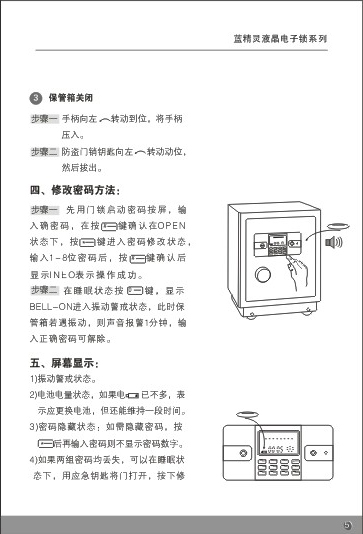 蓝精灵液晶电子锁系列
3 保管箱关闭
步骤一 手柄向左 转动到位，将手柄
压入。
步骤二 防盗门销钥匙向左 转动动位，
然后拔出。
四、修改密码方法：
步骤一 先用门锁启动密码按屏，输
入确密码，在按 键确认在OPEN
状态下，按 键进入密码修改状态，
输入1~8位密码后，按 键确认后
显示INŁO表示操作成功。
步骤二 在睡眠状态按 键，显示
BELL-ON进入振动警戒状态，此时保
管箱若遇振动，则声音报警1分钟，输
入正确密码可解除。
五、屏幕显示：
1)振动警戒状态。
2)电池电量状态，如果电 已不多，表
示应更换电池，但还能维持一段时间。
3)密码隐藏状态；如需隐藏密码，按
后再输入密码则不显示密码数字。
4)如果两组密码均丢失，可以在睡眠状
态下，用应急钥匙将门打开，按下修
5